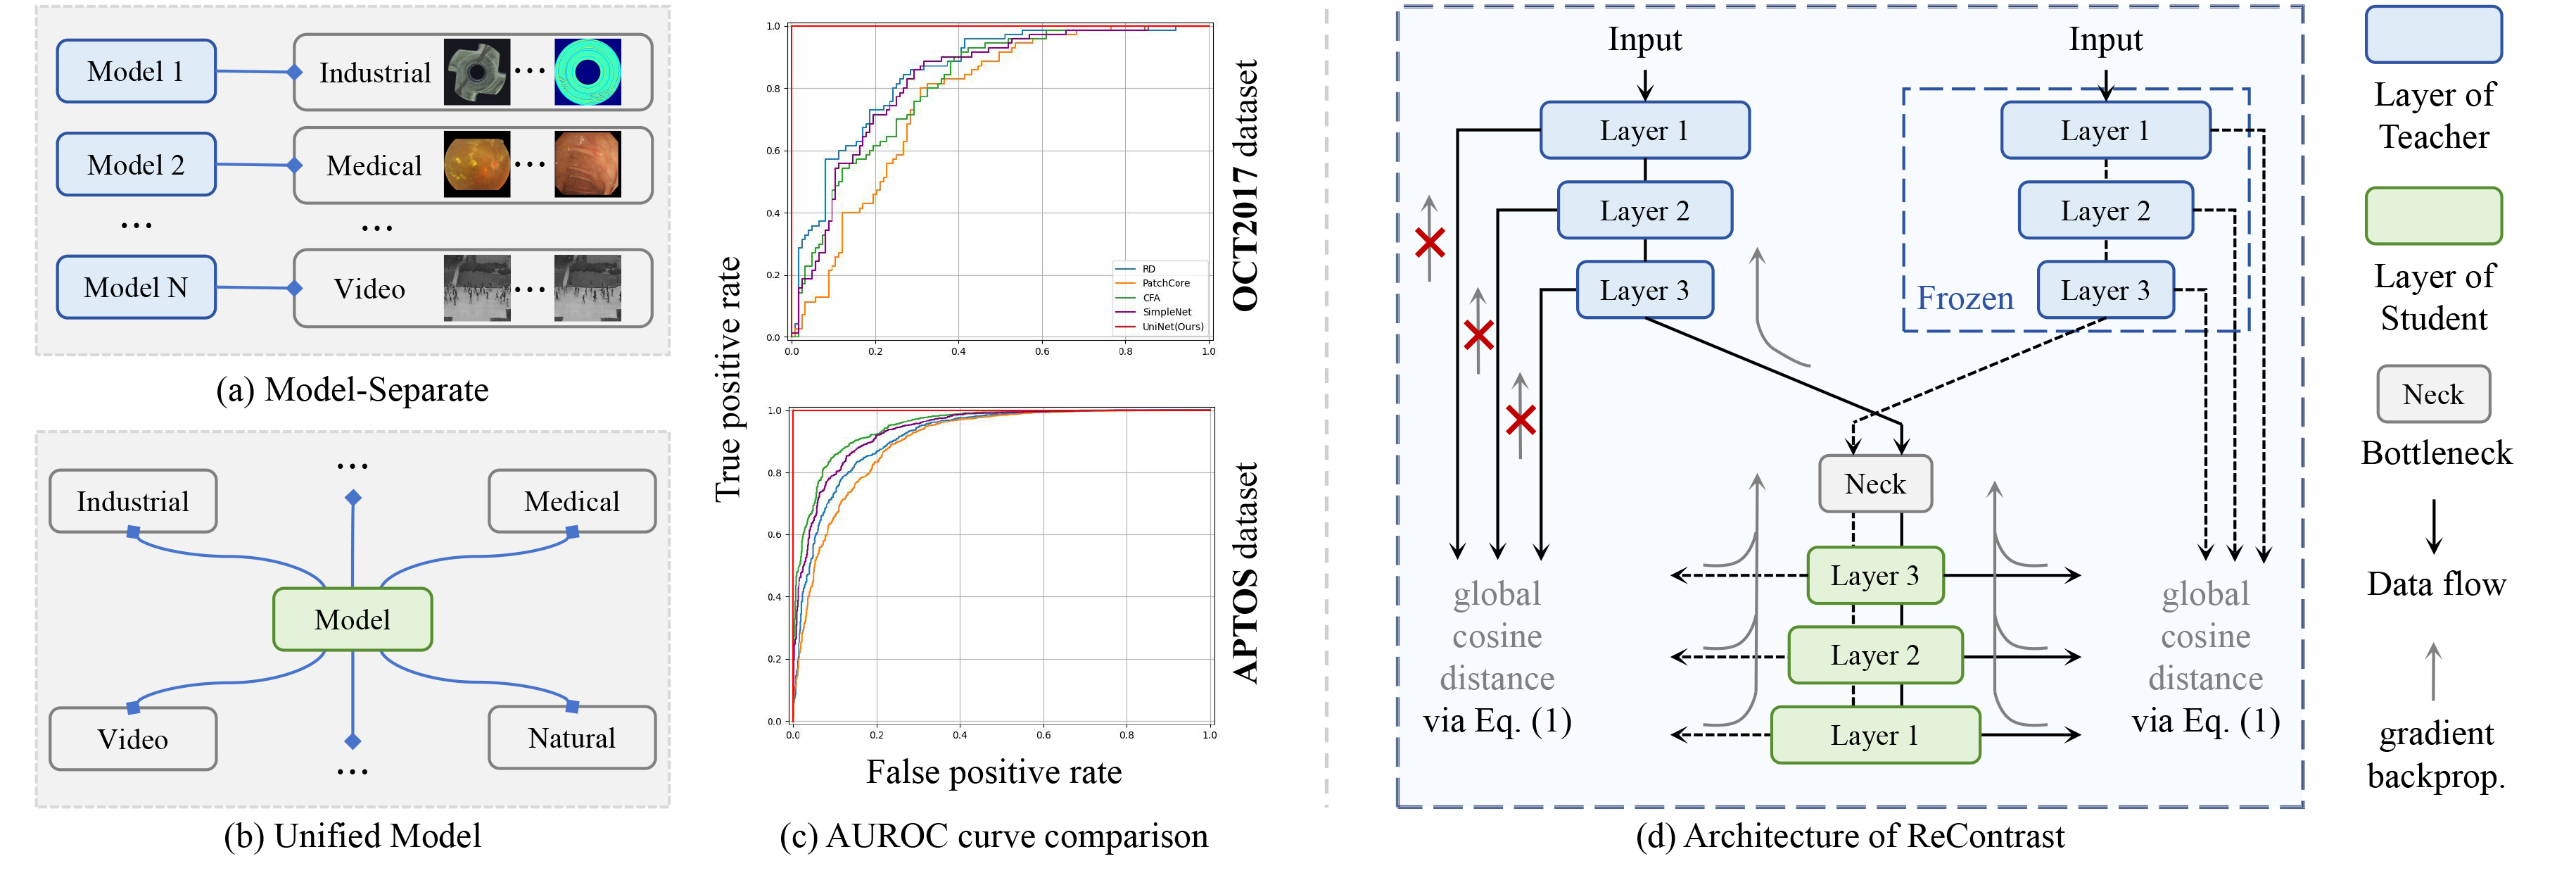 Model 1
Industrial
...
Model 2
Medical
...
...
...
Model N
Video
...
(a) Model-Separate
...
Industrial
Medical
Model
Video
Natural
...
(b) Unified Model
True positive rate
1.0
0.8
0.6
0.4
0.2
0.0
0.0
0.2
0.4
0.6
0.8
1.0
RD
PatchCore
CFA
SimpleNet
UniNet(Ours)
OCT2017 dataset
1.0
0.8
0.6
0.4
0.2
0.0
0.0
0.2
0.4
0.6
0.8
1.0
APTOS dataset
False positive rate
(c) AUROC curve comparison
Input
Layer 1
Layer 2
Layer 3
Input
Layer 1
Layer 2
Layer 3
Frozen
Neck
Layer 3
Layer 2
Layer 1
global
cosine
distance
via Eq. (1)
global
cosine
distance
via Eq. (1)
(d) Architecture of ReContrast
Layer of
Teacher
Layer of
Student
Neck
Bottleneck
Data flow
gradient
backprop.